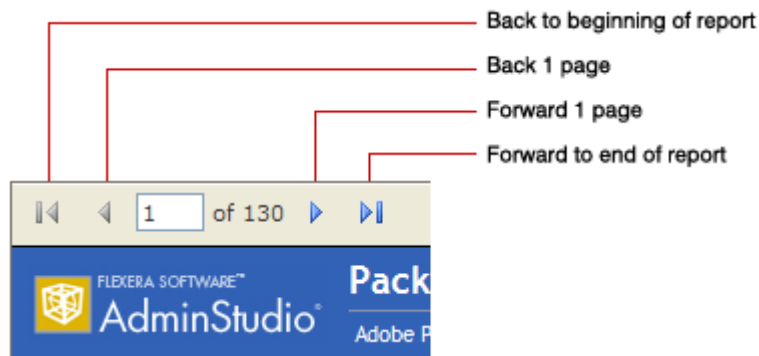 Back to beginning of report
Back 1 page
Forward 1 page
Forward to end of report
1 of 130
FLEXERA SOFTWARE™
AdminStudio®
Pack
Adobe P